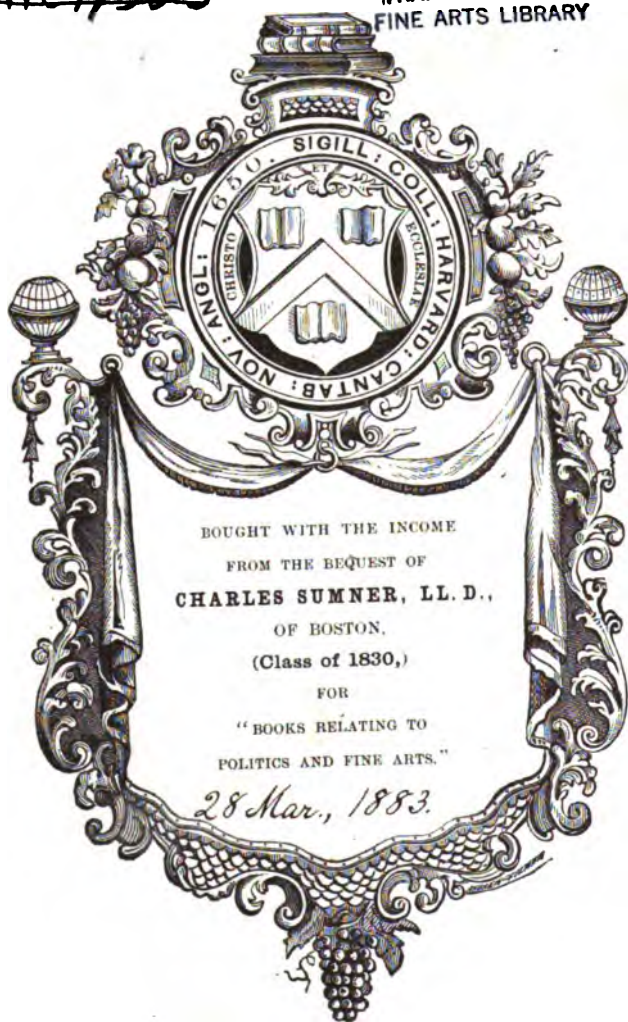 FINE ARTS LIBRARY
SIGILL: COLL: HARVARD: CANTAB: NOV: ANGL: 1650.
ET
CHRISTO
ECCLESIAE
BOUGHT WITH THE INCOME
FROM THE BEQUEST OF
CHARLES SUMNER, LL.D.,
OF BOSTON,
(Class of 1830,)
FOR
"BOOKS RELATING TO
POLITICS AND FINE ARTS."
28 Mar., 1883.